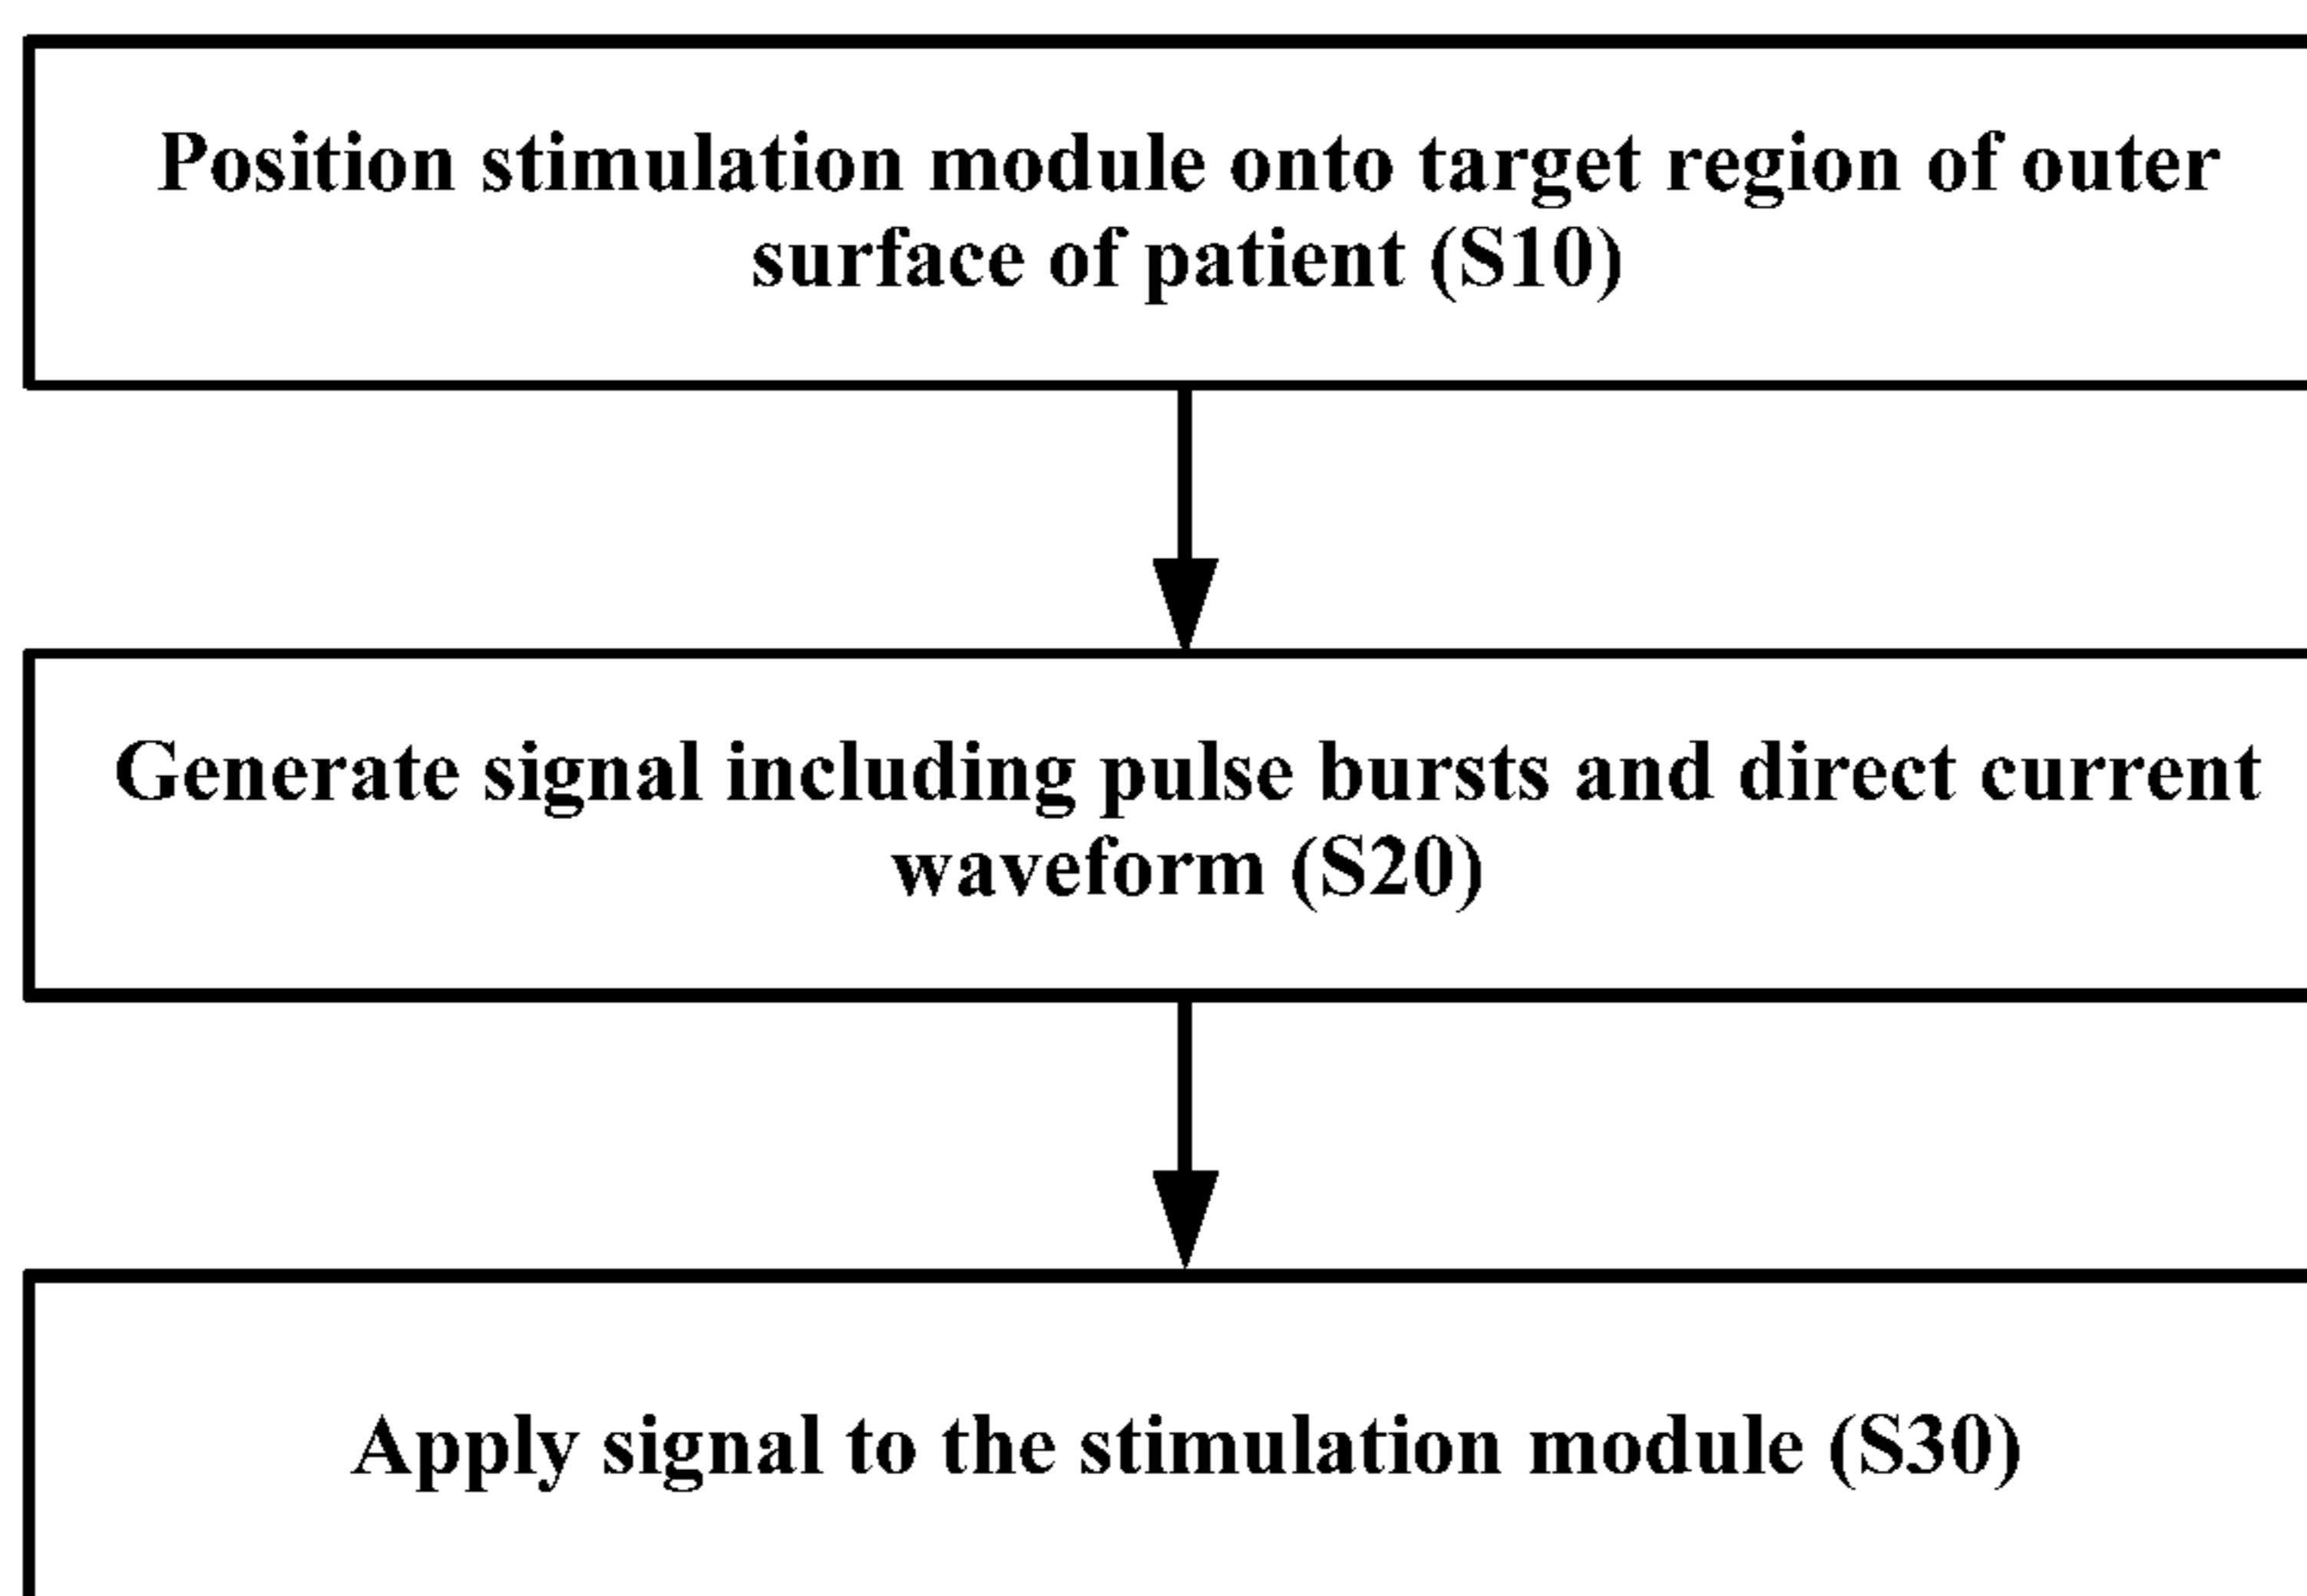 Position stimulation module onto target region of outer
surface of patient (S10)
Generate signal including pulse bursts and direct current
waveform (S20)
Apply signal to the stimulation module (S30)